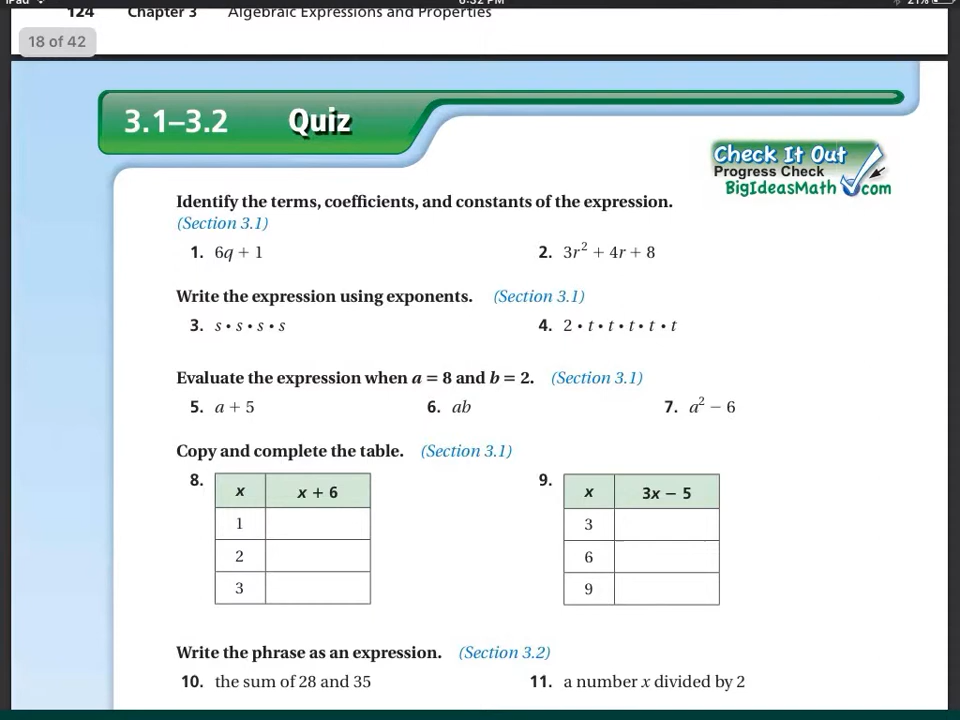 iPad 6:32 PM 21%
124 Chapter 3 Algebraic Expressions and Properties
18 of 42
3.1–3.2 Quiz
Check It Out
Progress Check
BigIdeasMath com
Identify the terms, coefficients, and constants of the expression.
(Section 3.1)
1. 6q + 1 2. 3r² + 4r + 8
Write the expression using exponents. (Section 3.1)
3. s • s • s • s 4. 2 • t • t • t • t • t
Evaluate the expression when a = 8 and b = 2. (Section 3.1)
5. a + 5 6. ab 7. a² − 6
Copy and complete the table. (Section 3.1)
8. x x + 6 9. x 3x − 5
1 3
2 6
3 9
Write the phrase as an expression. (Section 3.2)
10. the sum of 28 and 35 11. a number x divided by 2